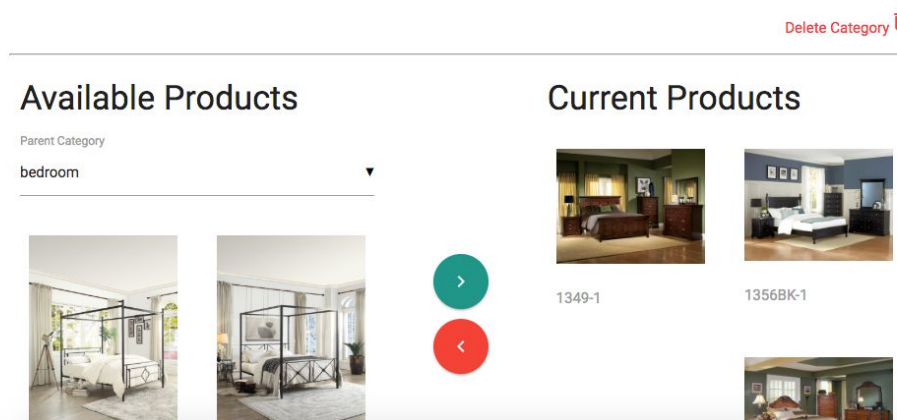 Delete Category
Available Products
Parent Category
bedroom
Current Products
1349-1
1356BK-1